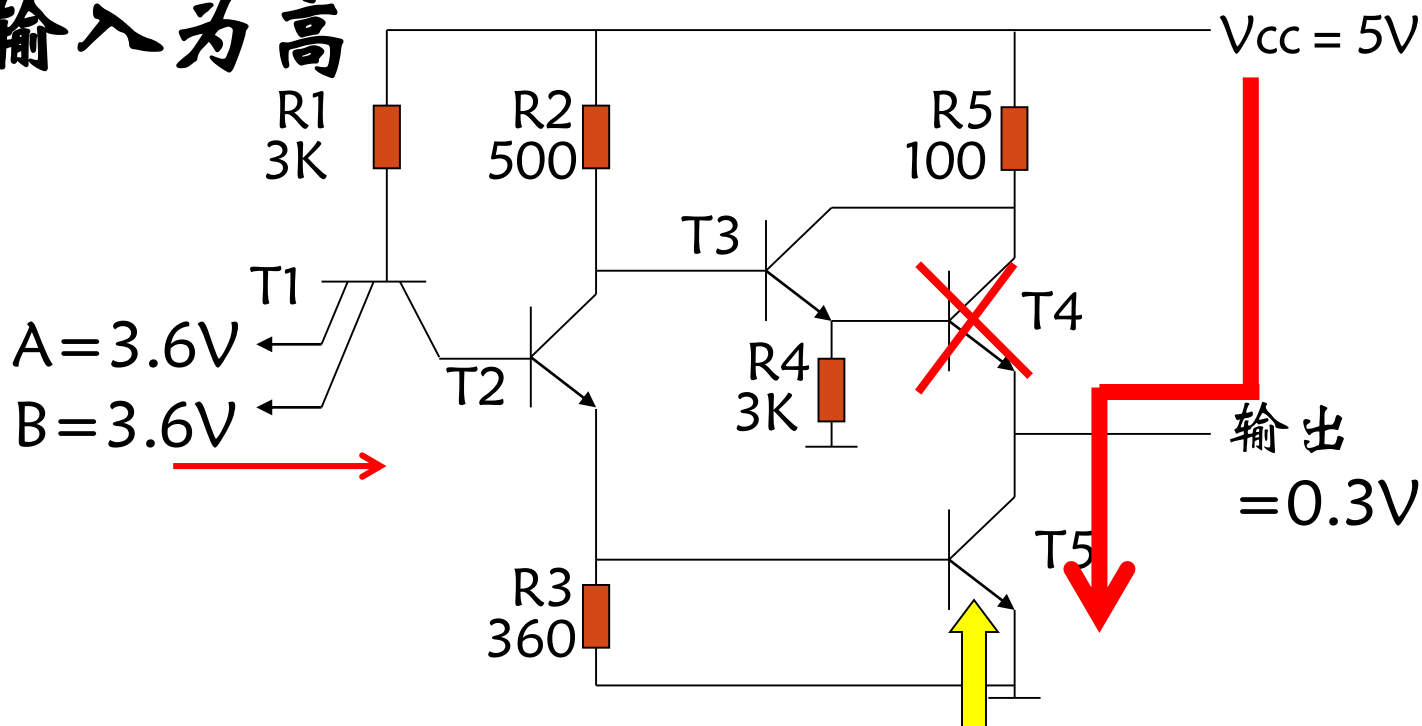 输入为高
Vcc = 5V
R1
3K
R2
500
R5
100
T3
T1
T4
A=3.6V
R4
3K
T2
B=3.6V
输出
=0.3V
T5
R3
360